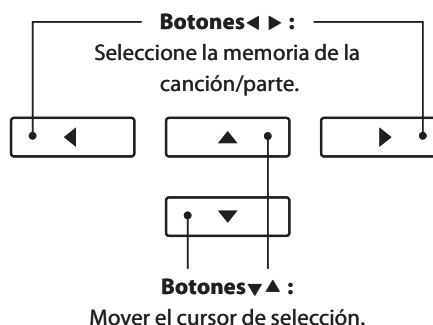 Botones◀ ▶ :
Seleccione la memoria de la
canción/parte.
Botones▼▲ :
Mover el cursor de selección.